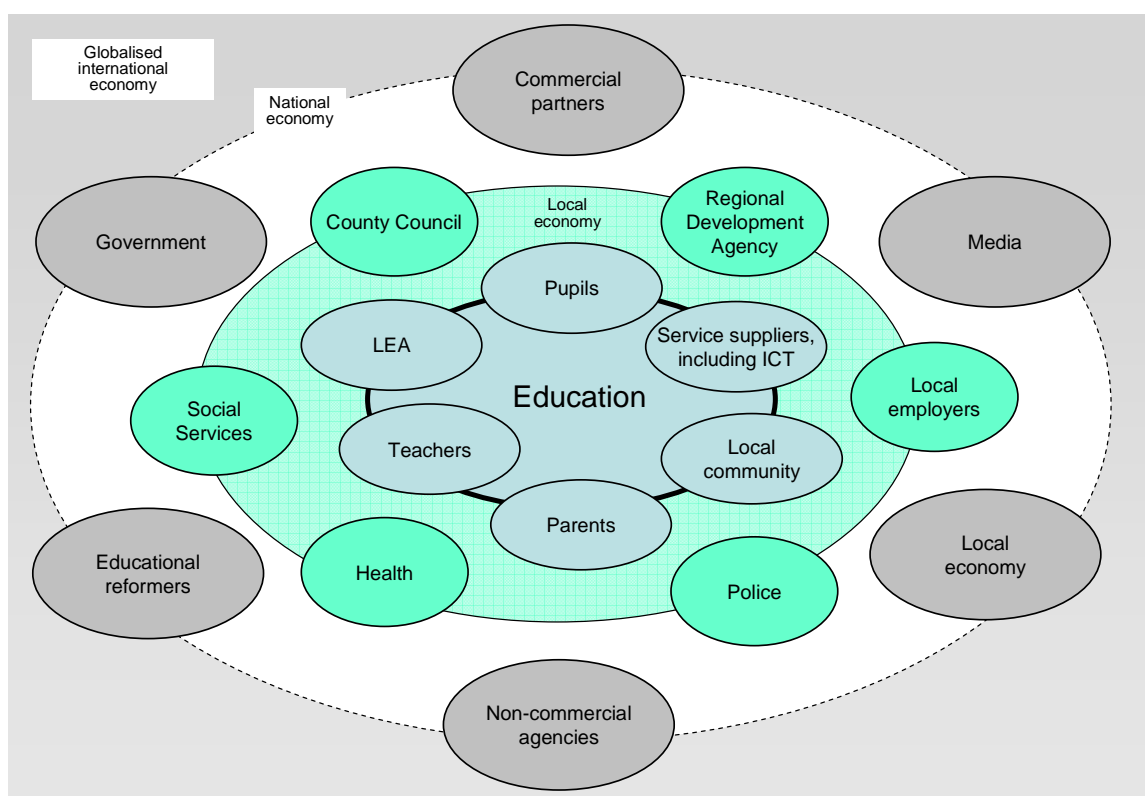 Globalised
international
economy
National
economy
Commercial
partners
County Council
Local
economy
Regional
Development
Agency
Government
Media
Pupils
LEA
Service suppliers,
including ICT
Education
Social
Services
Local
employers
Teachers
Local
community
Parents
Educational
reformers
Health
Police
Local
economy
Non-commercial
agencies